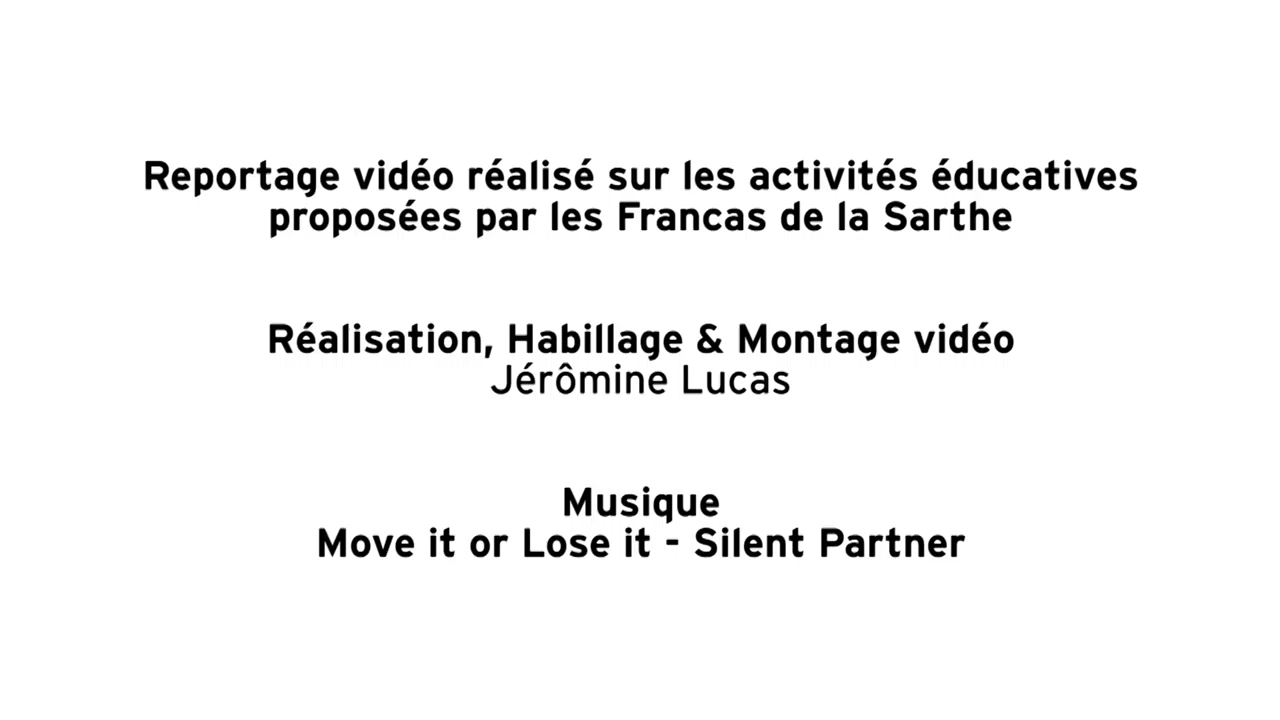 Reportage vidéo réalisé sur les activités éducatives
proposées par les Francas de la Sarthe
Réalisation, Habillage & Montage vidéo
Jérômine Lucas
Musique
Move it or Lose it - Silent Partner